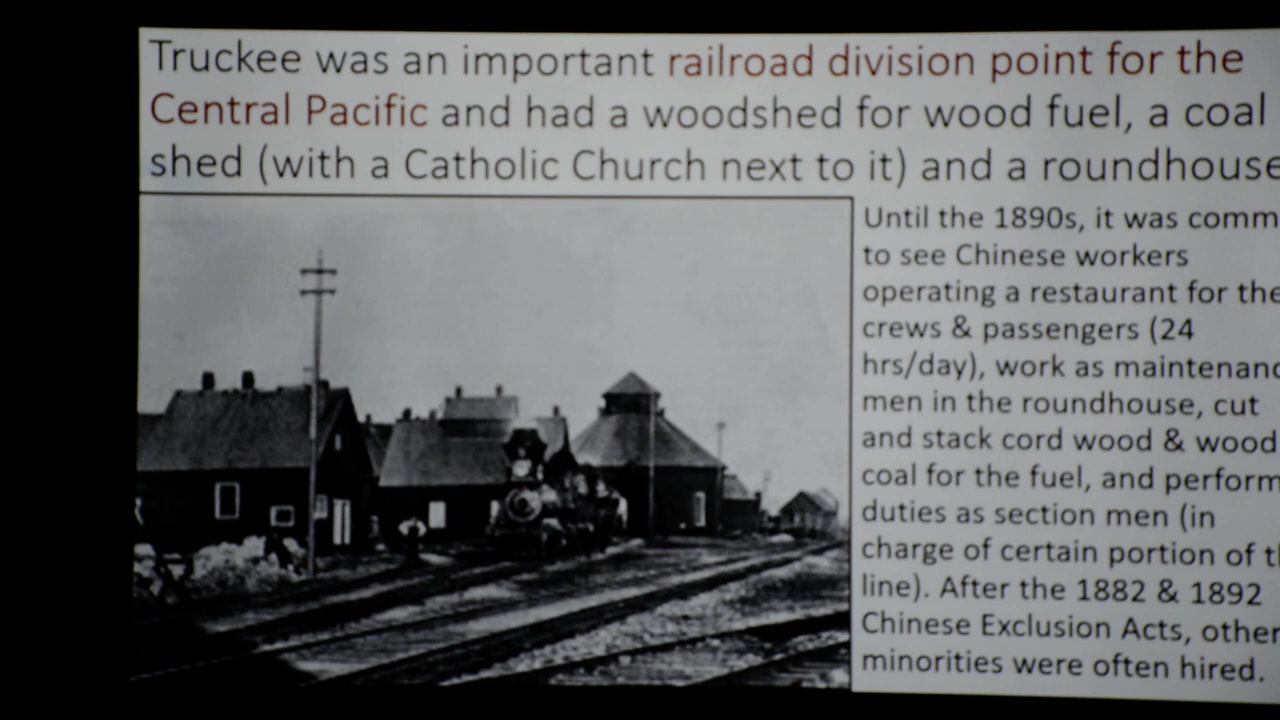 Truckee was an important railroad division point for the
Central Pacific and had a woodshed for wood fuel, a coal
shed (with a Catholic Church next to it) and a roundhouse
Until the 1890s, it was comm
to see Chinese workers
operating a restaurant for the
crews & passengers (24
hrs/day), work as maintenanc
men in the roundhouse, cut
and stack cord wood & wood
coal for the fuel, and perform
duties as section men (in
charge of certain portion of th
line). After the 1882 & 1892
Chinese Exclusion Acts, other
minorities were often hired.